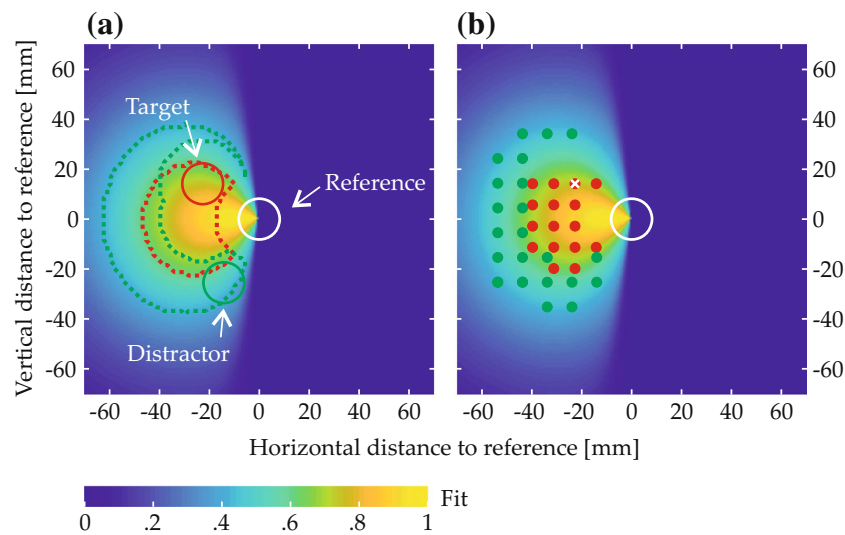 (a)
(b)
Vertical distance to reference [mm]
60
40
20
0
-20
-40
-60
Target
Reference
Distractor
60
40
20
0
-20
-40
-60
-60 -40 -20 0 20 40 60
-60 -40 -20 0 20 40 60
Horizontal distance to reference [mm]
Fit
0 .2 .4 .6 .8 1